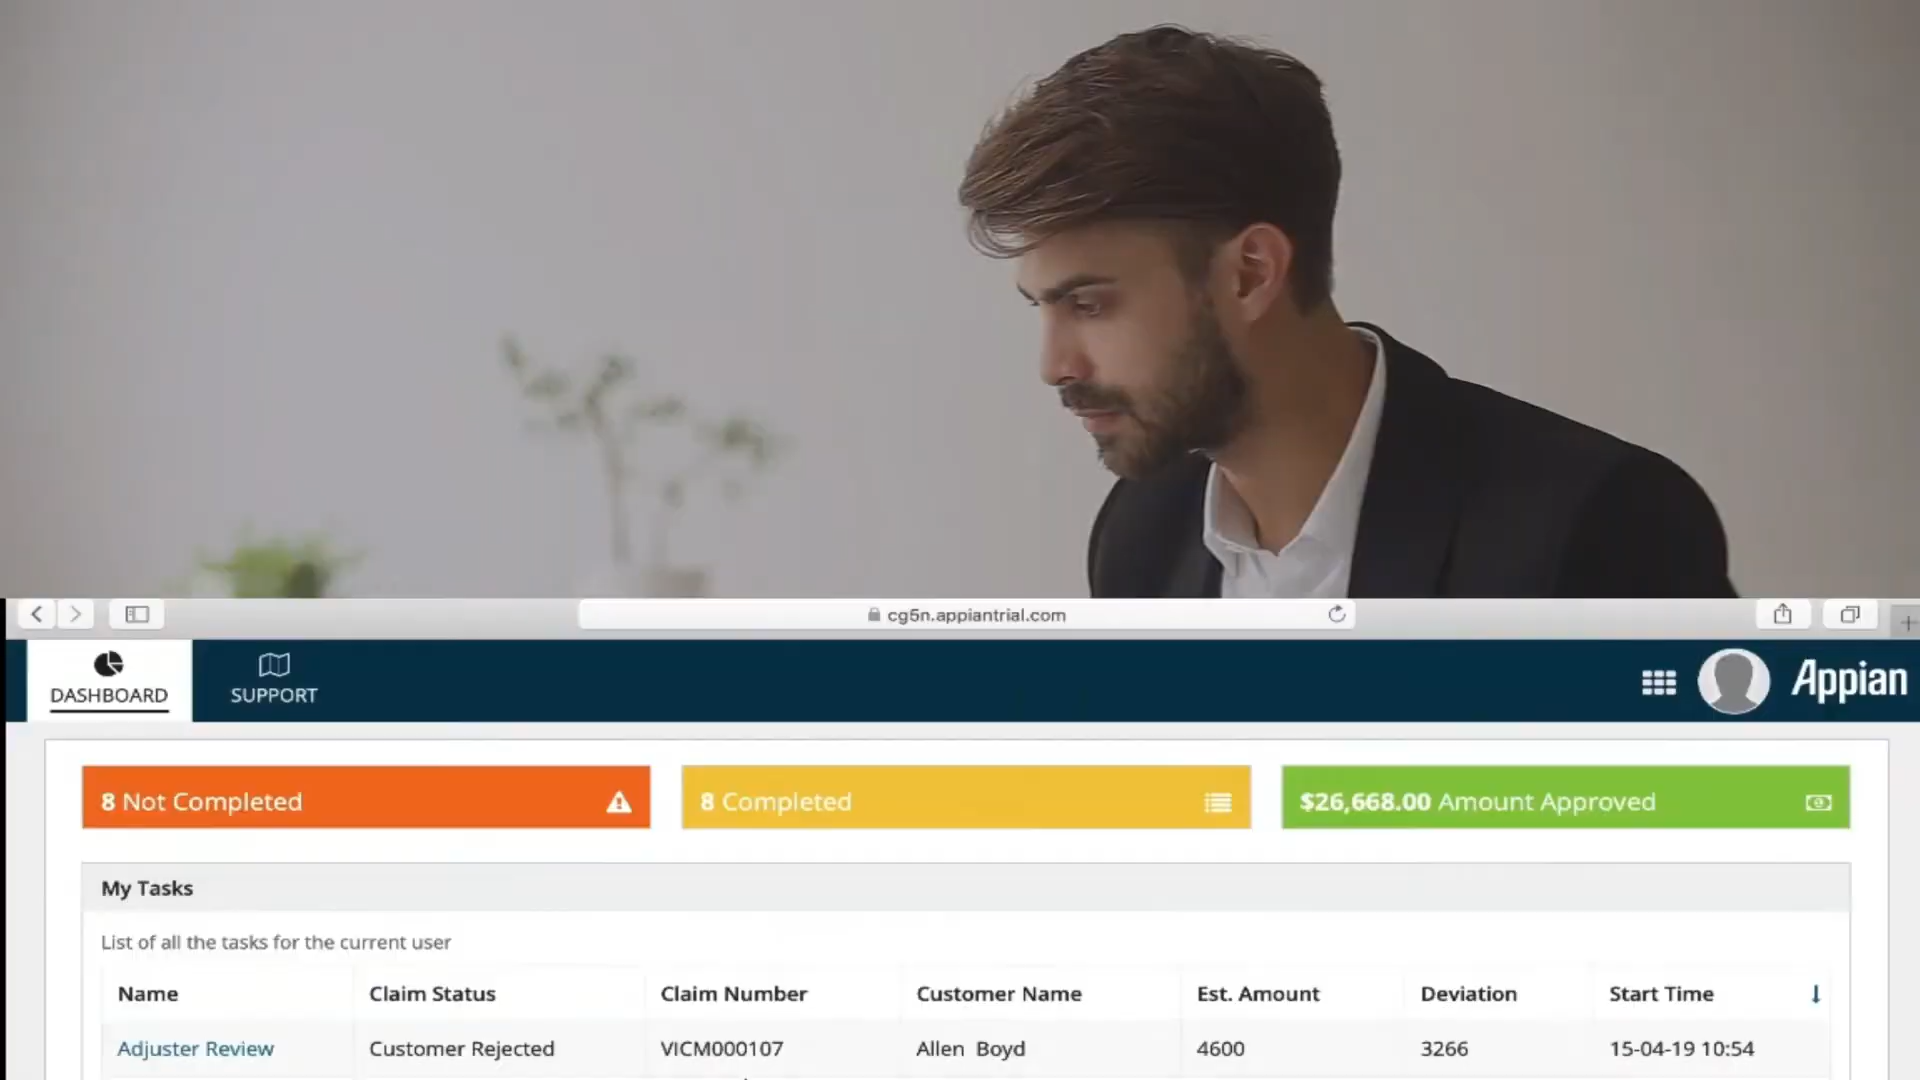 cg5n.appiantrial.com
DASHBOARD
SUPPORT
Appian
8 Not Completed
8 Completed
$26,668.00 Amount Approved
My Tasks
List of all the tasks for the current user
Name Claim Status Claim Number Customer Name Est. Amount Deviation Start Time
Adjuster Review Customer Rejected VICM000107 Allen Boyd 4600 3266 15-04-19 10:54